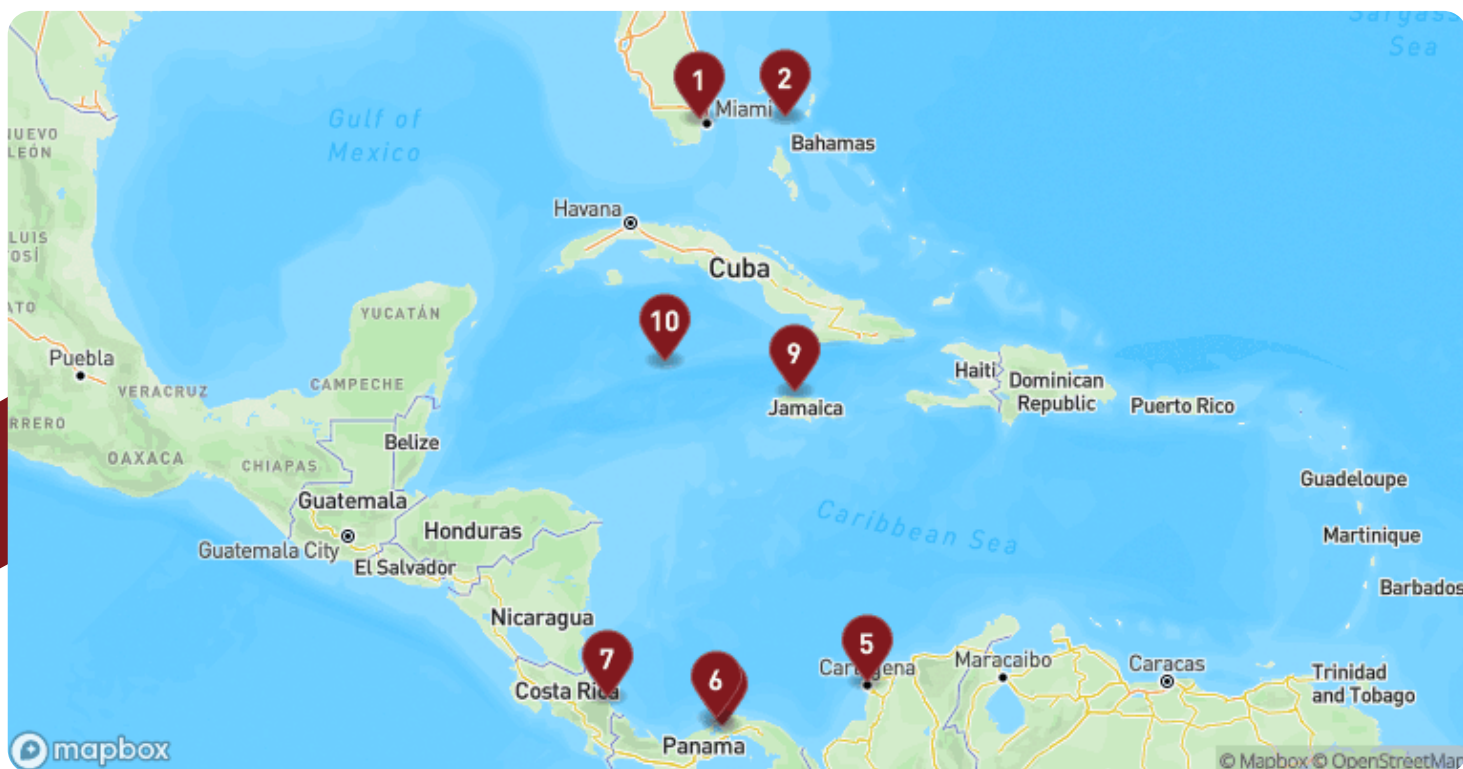 Sargass
Sea
1
2
Miami
Gulf of
Mexico
Bahamas
NUEVO
LEÓN
Havana
LUIS
OSÍ
Cuba
YUCATÁN
ATO
10
9
Puebla
Haiti
Dominican
Republic
VERACRUZ
CAMPECHE
Jamaica
Puerto Rico
RRERO
Belize
OAXACA
CHIAPAS
Guadeloupe
Guatemala
Honduras
Caribbean Sea
Martinique
Guatemala City
El Salvador
Barbados
Nicaragua
5
7
Cartagena
Maracaibo
Caracas
Trinidad
and Tobago
6
Costa Rica
Panama
mapbox
© Mapbox © OpenStreetMap